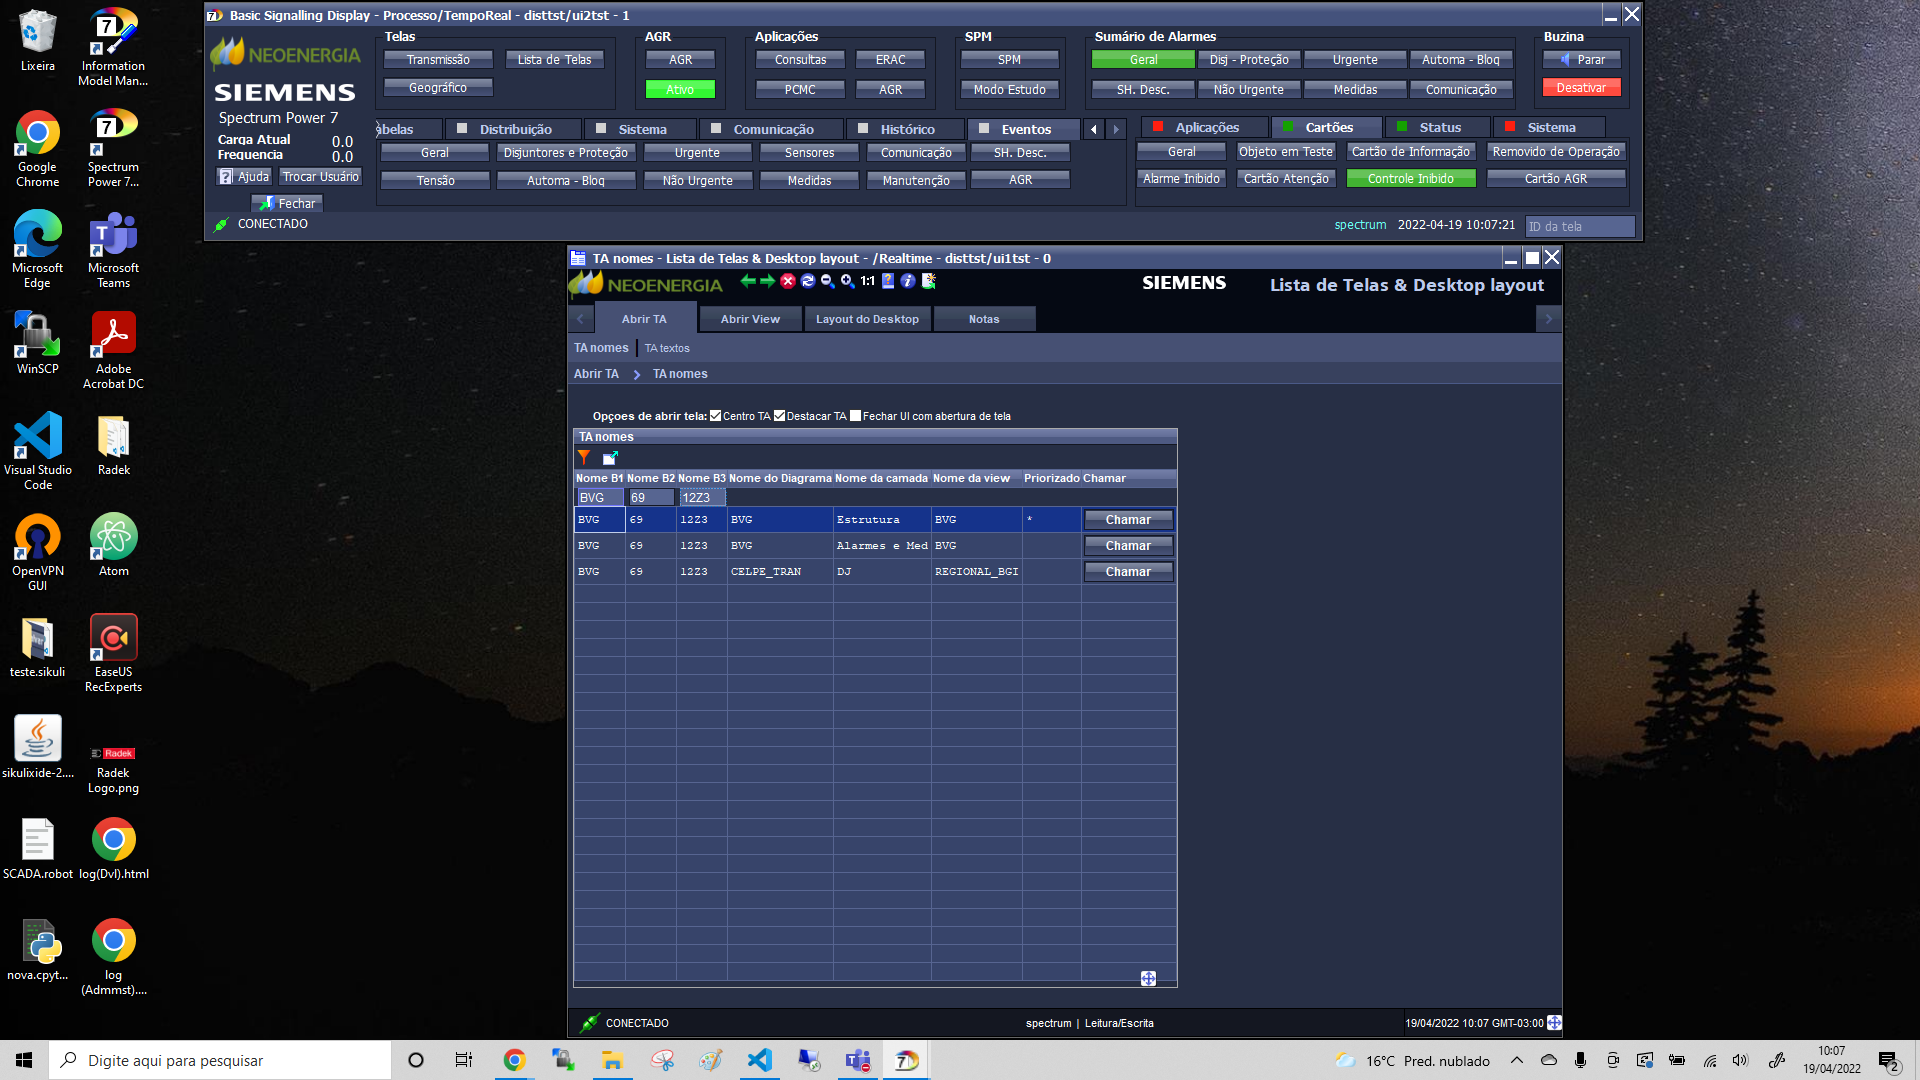 Lixeira
Information Model Man...
Google Chrome
Spectrum Power 7...
Microsoft Edge
Microsoft Teams
WinSCP
Adobe Acrobat DC
Visual Studio Code
Radek
OpenVPN GUI
Atom
teste.sikuli
EaseUS RecExperts
sikulixide-2....
Radek
Radek Logo.png
SCADA.robot
log(Dvl).html
nova.cpyt...
log (Admmst)....
Basic Signalling Display - Processo/TempoReal - disttst/ui2tst - 1
NEOENERGIA
SIEMENS
Spectrum Power 7
Carga Atual 0.0
Frequencia 0.0
Ajuda Trocar Usuário
Fechar
CONECTADO
Telas
Transmissão Lista de Telas
Geográfico
AGR
AGR
Ativo
Aplicações
Consultas ERAC
PCMC AGR
SPM
SPM
Modo Estudo
Sumário de Alarmes
Geral Disj - Proteção Urgente Automa - Bloq
SH. Desc. Não Urgente Medidas Comunicação
Buzina
Parar
Desativar
abelas Distribuição Sistema Comunicação Histórico Eventos
Geral Disjuntores e Proteção Urgente Sensores Comunicação SH. Desc.
Tensão Automa - Bloq Não Urgente Medidas Manutenção AGR
Aplicações Cartões Status Sistema
Geral Objeto em Teste Cartão de Informação Removido de Operação
Alarme Inibido Cartão Atenção Controle Inibido Cartão AGR
spectrum 2022-04-19 10:07:21 ID da tela
TA nomes - Lista de Telas & Desktop layout - /Realtime - disttst/ui1tst - 0
NEOENERGIA 1:1 SIEMENS Lista de Telas & Desktop layout
Abrir TA Abrir View Layout do Desktop Notas
TA nomes TA textos
Abrir TA TA nomes
Opçoes de abrir tela: Centro TA Destacar TA Fechar UI com abertura de tela
TA nomes
Nome B1 Nome B2 Nome B3 Nome do Diagrama Nome da camada Nome da view Priorizado Chamar
BVG 69 12Z3
BVG 69 12Z3 BVG Estrutura BVG * Chamar
BVG 69 12Z3 BVG Alarmes e Med BVG Chamar
BVG 69 12Z3 CELPE_TRAN DJ REGIONAL_BGI Chamar
CONECTADO spectrum | Leitura/Escrita 19/04/2022 10:07 GMT-03:00
Digite aqui para pesquisar
16°C Pred. nublado
10:07
19/04/2022
2